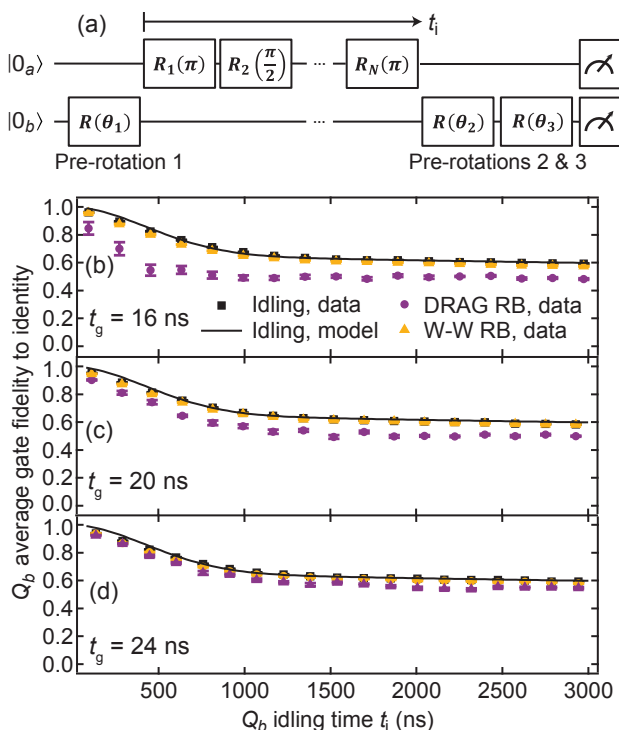 (a)
t_i
|0_a⟩ R_1(π) R_2(π/2) ... R_N(π)
|0_b⟩ R(θ_1) ... R(θ_2) R(θ_3)
Pre-rotation 1 Pre-rotations 2 & 3
Q_b average gate fidelity to identity
1.0
0.8
0.6
0.4
0.2
0.0
(b)
t_g = 16 ns
Idling, data DRAG RB, data
Idling, model W-W RB, data
1.0
0.8
0.6
0.4
0.2
0.0
(c)
t_g = 20 ns
1.0
0.8
0.6
0.4
0.2
0.0
(d)
t_g = 24 ns
500 1000 1500 2000 2500 3000
Q_b idling time t_i (ns)